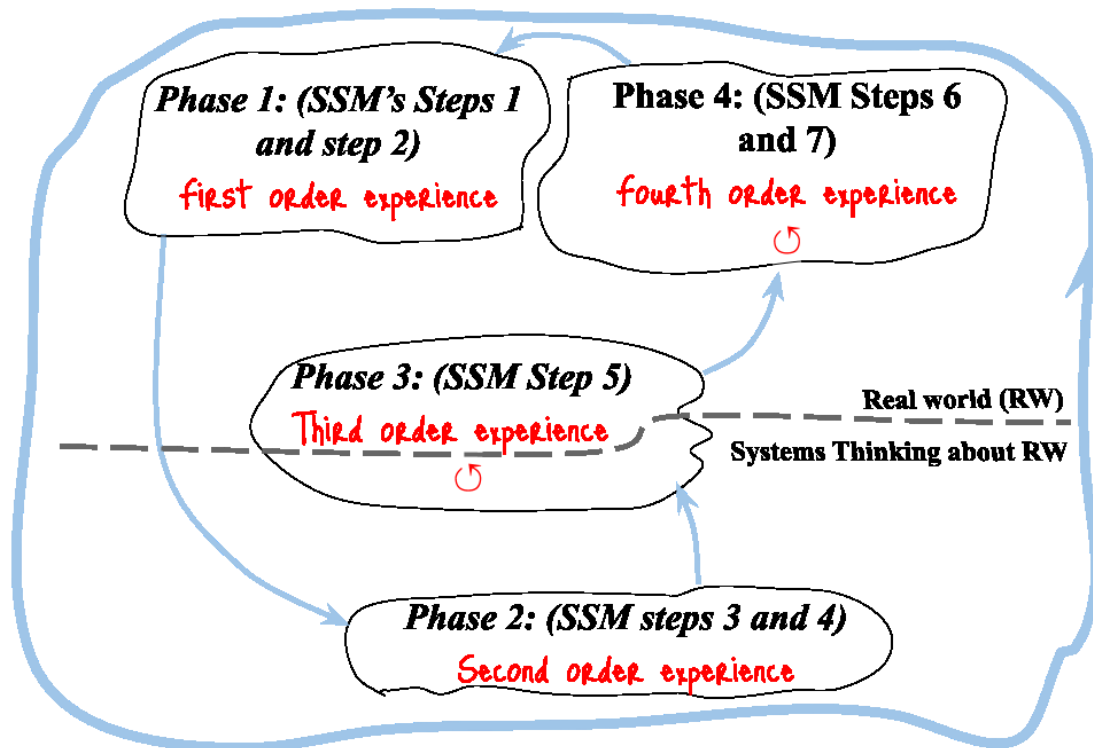 Phase 1: (SSM's Steps 1
and step 2)
first order experience
Phase 4: (SSM Steps 6
and 7)
fourth order experience
Phase 3: (SSM Step 5)
Third order experience
Real world (RW)
Systems Thinking about RW
Phase 2: (SSM steps 3 and 4)
Second order experience